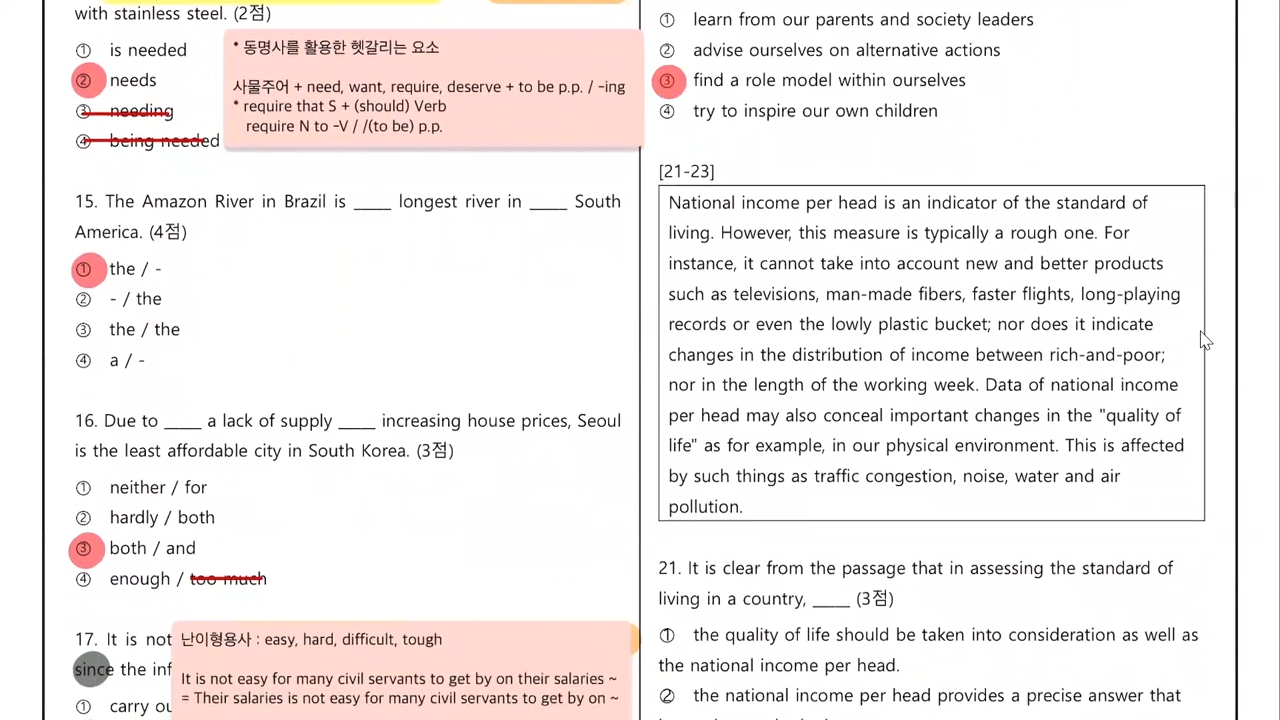 with stainless steel. (2점)
① is needed
② needs
③ needing
④ being needed
* 동명사를 활용한 헷갈리는 요소
사물주어 + need, want, require, deserve + to be p.p. / -ing
* require that S + (should) Verb
require N to -V / /(to be) p.p.
15. The Amazon River in Brazil is ____ longest river in ____ South
America. (4점)
① the / -
② - / the
③ the / the
④ a / -
16. Due to ____ a lack of supply ____ increasing house prices, Seoul
is the least affordable city in South Korea. (3점)
① neither / for
② hardly / both
③ both / and
④ enough / too much
17. It is not
since the inf
① carry ou
난이형용사 : easy, hard, difficult, tough
It is not easy for many civil servants to get by on their salaries ~
= Their salaries is not easy for many civil servants to get by on ~
① learn from our parents and society leaders
② advise ourselves on alternative actions
③ find a role model within ourselves
④ try to inspire our own children
[21-23]
National income per head is an indicator of the standard of
living. However, this measure is typically a rough one. For
instance, it cannot take into account new and better products
such as televisions, man-made fibers, faster flights, long-playing
records or even the lowly plastic bucket; nor does it indicate
changes in the distribution of income between rich-and-poor;
nor in the length of the working week. Data of national income
per head may also conceal important changes in the "quality of
life" as for example, in our physical environment. This is affected
by such things as traffic congestion, noise, water and air
pollution.
21. It is clear from the passage that in assessing the standard of
living in a country, ____ (3점)
① the quality of life should be taken into consideration as well as
the national income per head.
② the national income per head provides a precise answer that